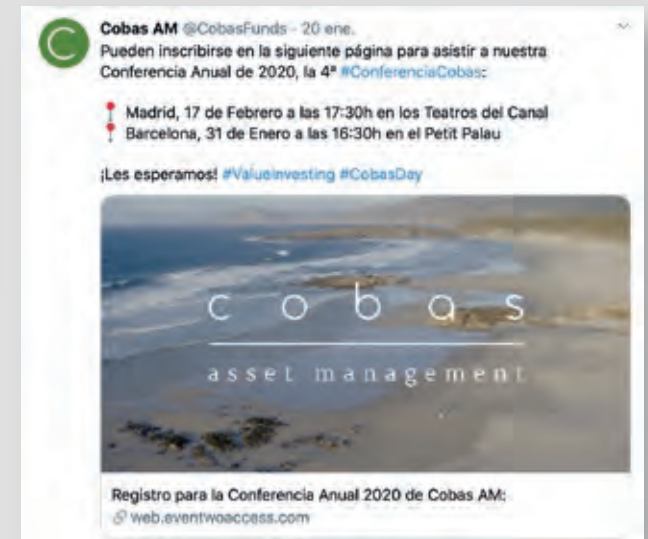 Cobas AM @CobasFunds · 20 ene.
Pueden inscribirse en la siguiente página para asistir a nuestra
Conferencia Anual de 2020, la 4ª #ConferenciaCobas:
📍 Madrid, 17 de Febrero a las 17:30h en los Teatros del Canal
📍 Barcelona, 31 de Enero a las 16:30h en el Petit Palau
¡Les esperamos! #ValueInvesting #CobasDay
cobas
asset management
Registro para la Conferencia Anual 2020 de Cobas AM:
web.eventwoaccess.com